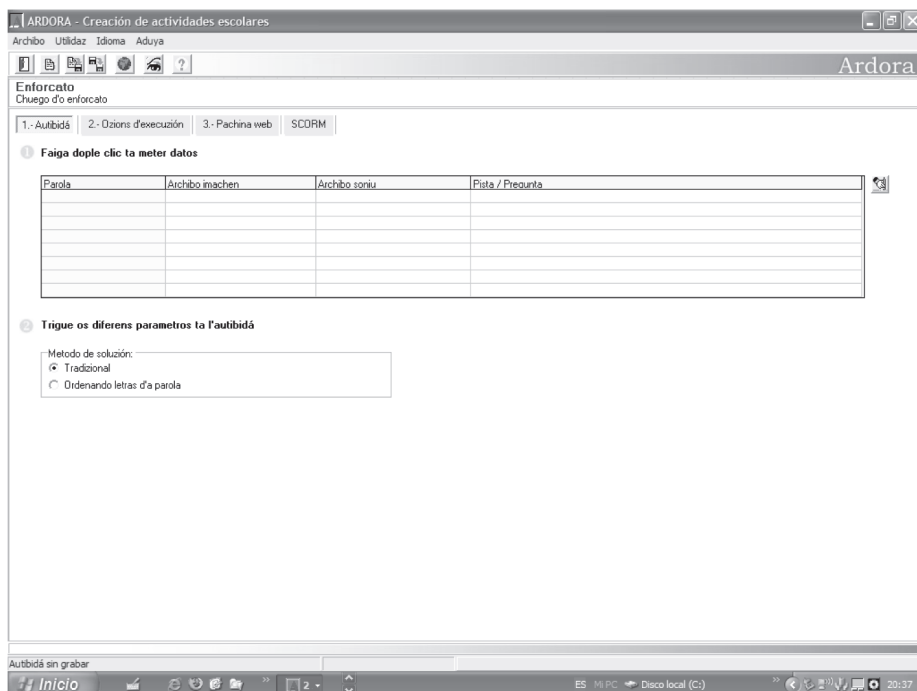 ARDORA - Creación de actividades escolares
Archibo Utilidaz Idioma Aduya
Ardora
Enforcato
Chuego d'o enforcato
1.- Autibidá 2.- Ozions d'execuzión 3.- Pachina web SCORM
1 Faiga dople clic ta meter datos
Parola Archibo imachen Archibo soniu Pista / Pregunta
2 Trigue os diferens parametros ta l'autibidá
Metodo de soluzión:
Tradizional
Ordenando letras d'a parola
Autibidá sin grabar
Inicio 2 ES Mi PC Disco local (C:) 20:37